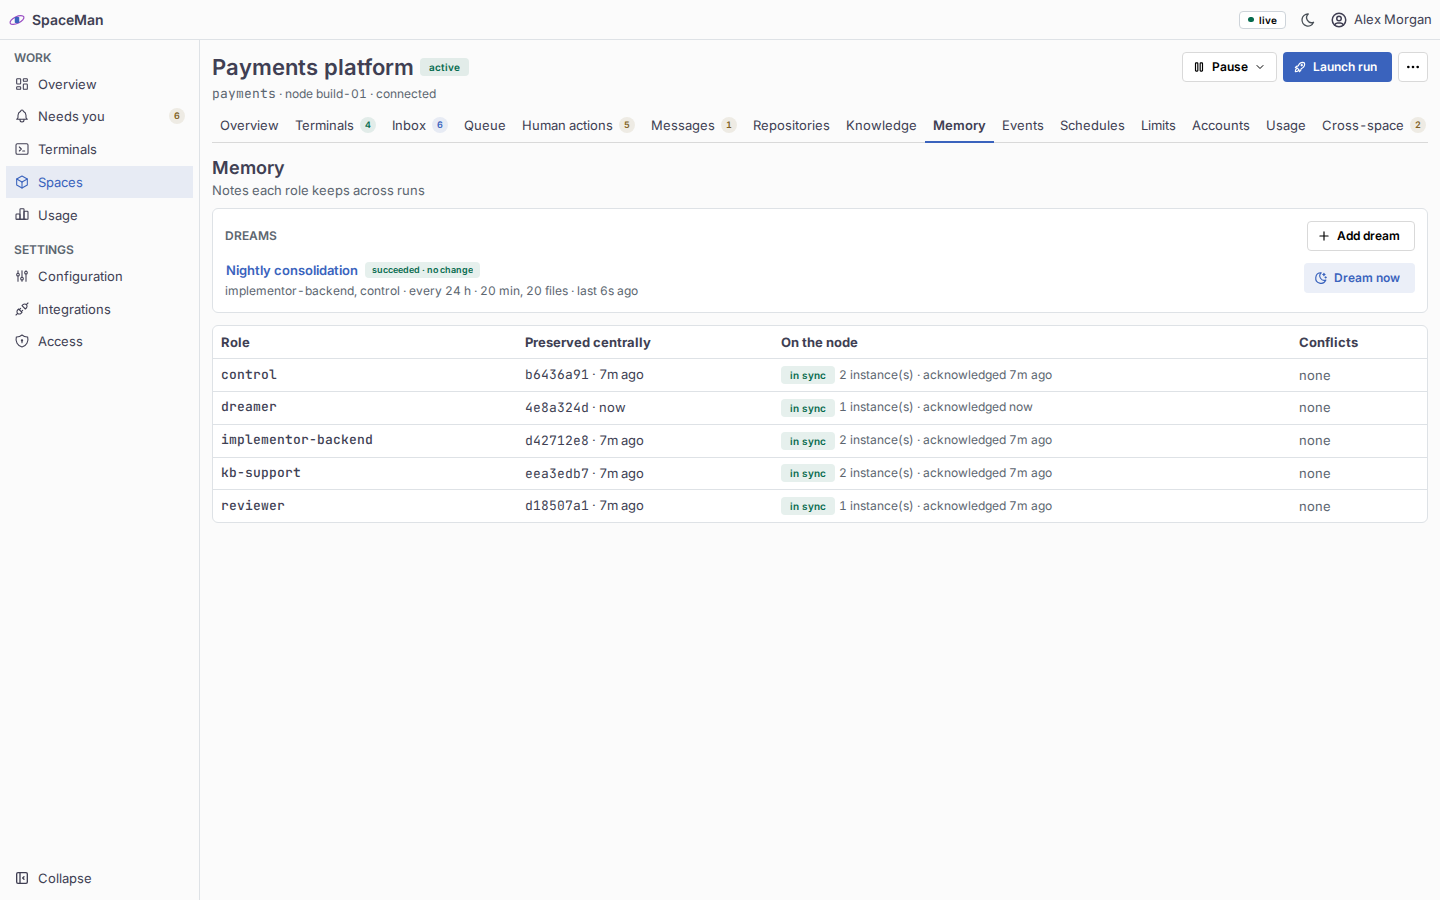 SpaceMan
live
Alex Morgan
WORK
Overview
Needs you 6
Terminals
Spaces
Usage
SETTINGS
Configuration
Integrations
Access
Collapse
Payments platform active
payments · node build-01 · connected
Pause
Launch run
Overview Terminals 4 Inbox 6 Queue Human actions 5 Messages 1 Repositories Knowledge Memory Events Schedules Limits Accounts Usage Cross-space 2
Memory
Notes each role keeps across runs
DREAMS
Add dream
Nightly consolidation succeeded · no change
implementor-backend, control · every 24 h · 20 min, 20 files · last 6s ago
Dream now
Role Preserved centrally On the node Conflicts
control b6436a91 · 7m ago in sync 2 instance(s) · acknowledged 7m ago none
dreamer 4e8a324d · now in sync 1 instance(s) · acknowledged now none
implementor-backend d42712e8 · 7m ago in sync 2 instance(s) · acknowledged 7m ago none
kb-support eea3edb7 · 7m ago in sync 2 instance(s) · acknowledged 7m ago none
reviewer d18507a1 · 7m ago in sync 1 instance(s) · acknowledged 7m ago none